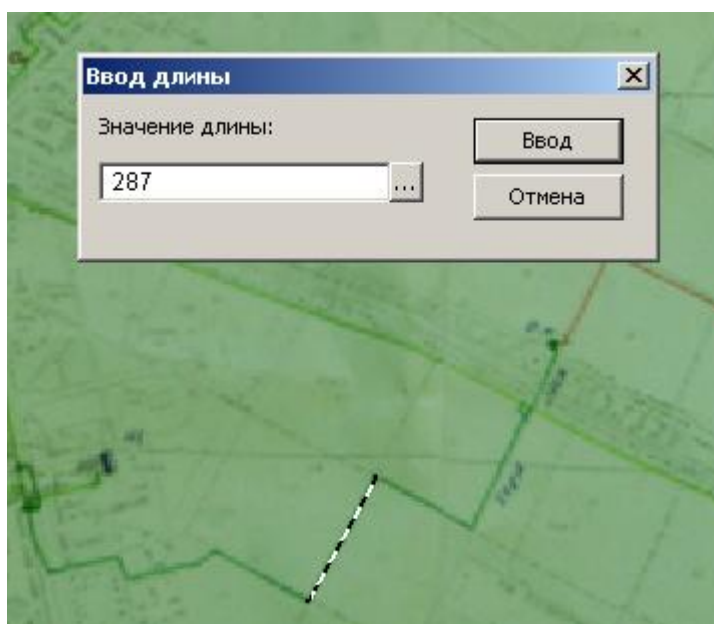 Ввод длины
Значение длины:
Ввод
287
...
Отмена